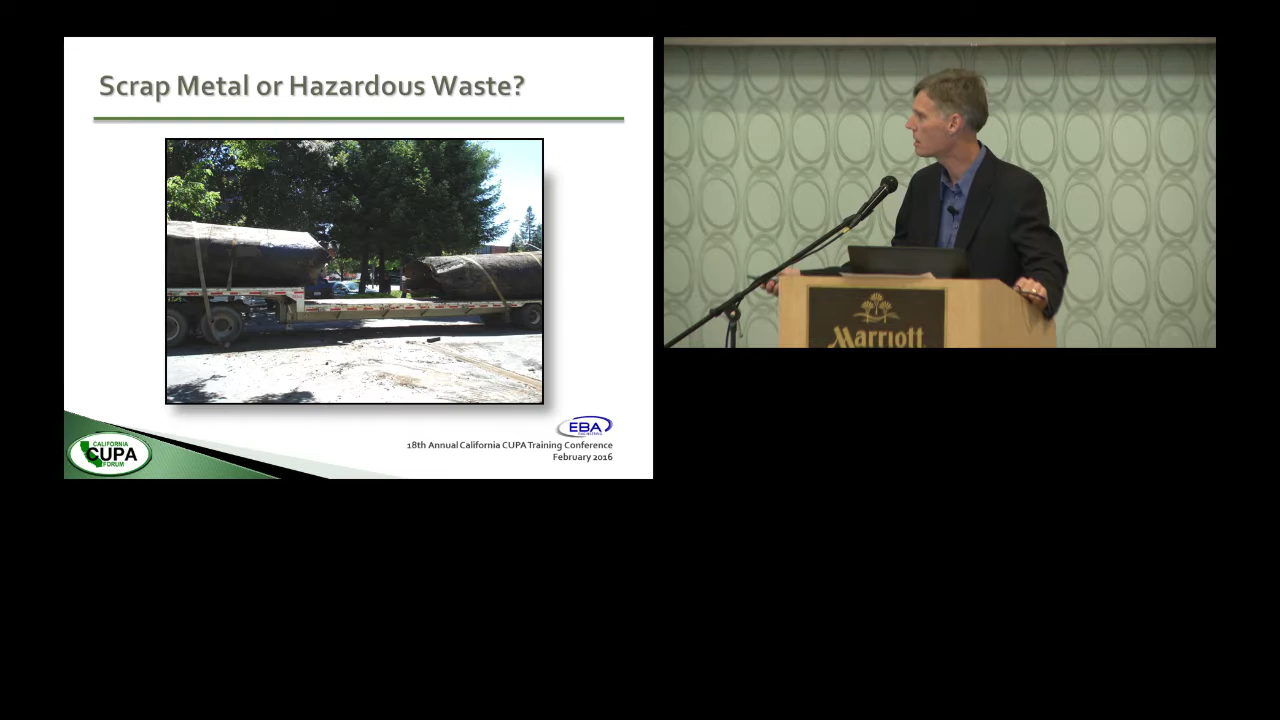 Scrap Metal or Hazardous Waste?
EBA
18th Annual California CUPA Training Conference
February 2016
CALIFORNIA
CUPA
FORUM
Marriott